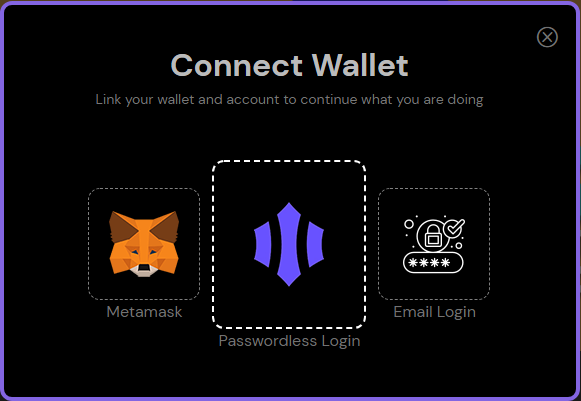 Connect Wallet
Link your wallet and account to continue what you are doing
Metamask
Passwordless Login
Email Login